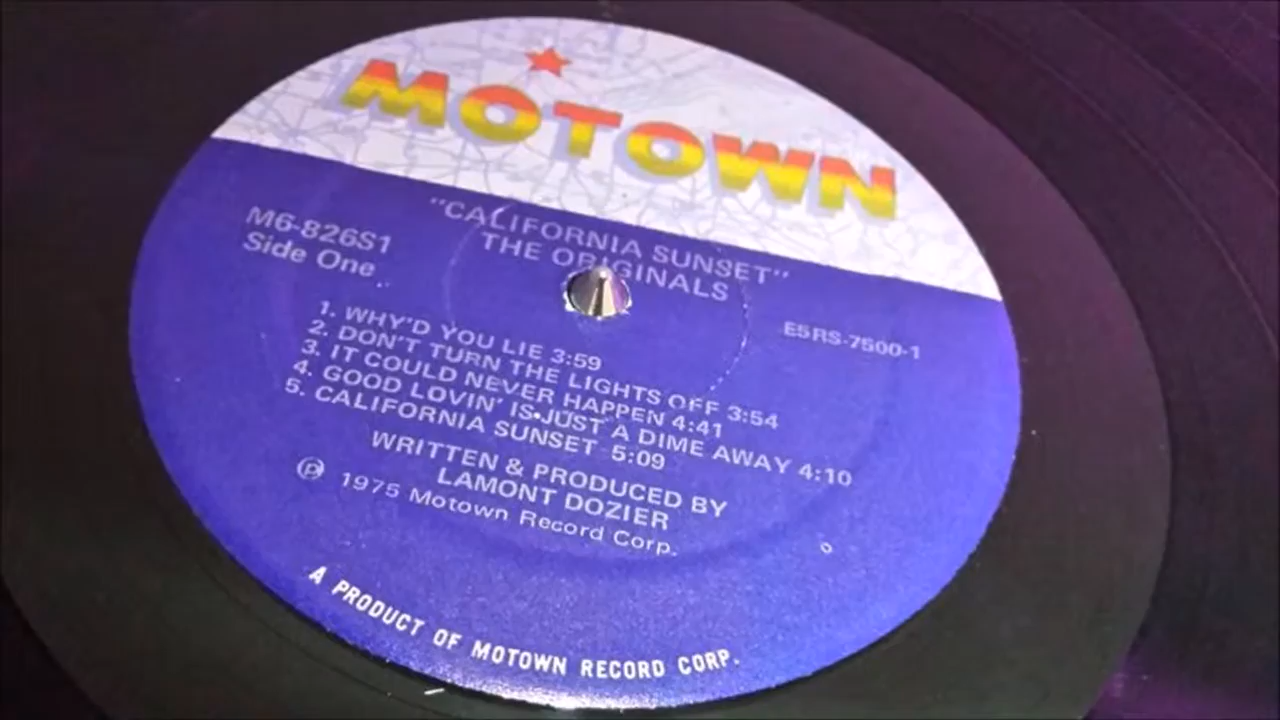 MOTOWN
"CALIFORNIA SUNSET"
THE ORIGINALS
M6-826S1
Side One
E5RS-7500-1
1. WHY'D YOU LIE 3:59
2. DON'T TURN THE LIGHTS OFF 3:54
3. IT COULD NEVER HAPPEN 4:41
4. GOOD LOVIN' IS JUST A DIME AWAY 4:10
5. CALIFORNIA SUNSET 5:09
WRITTEN & PRODUCED BY
LAMONT DOZIER
℗ 1975 Motown Record Corp.
A PRODUCT OF MOTOWN RECORD CORP.